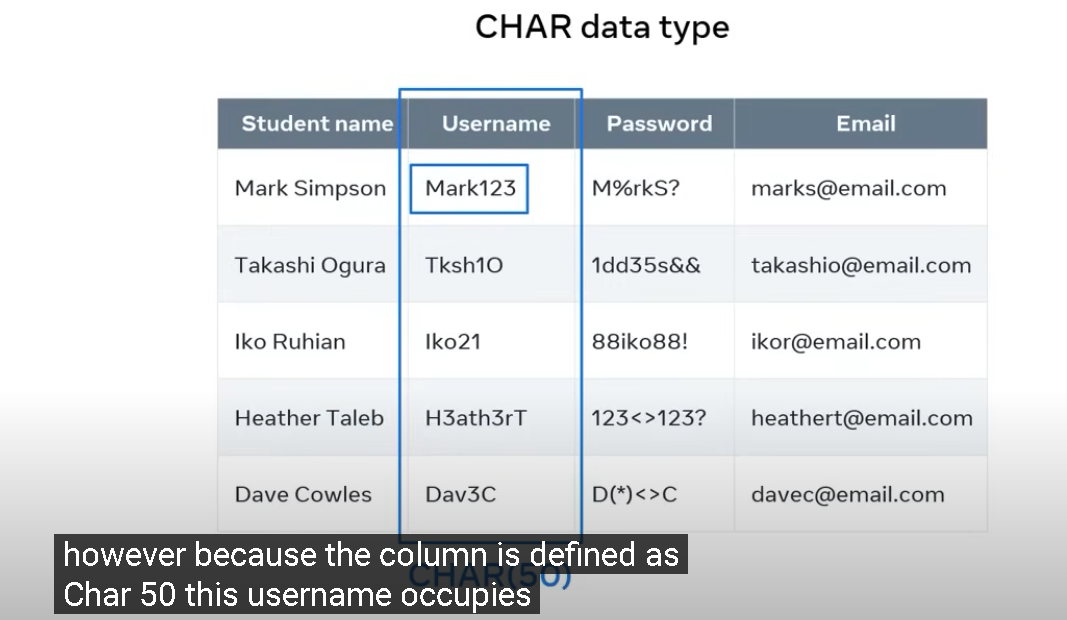 CHAR data type
Student name Username Password Email
Mark Simpson Mark123 M%rkS? marks@email.com
Takashi Ogura Tksh1O 1dd35s&& takashio@email.com
Iko Ruhian Iko21 88iko88! ikor@email.com
Heather Taleb H3ath3rT 123<>123? heathert@email.com
Dave Cowles Dav3C D(*)<>C davec@email.com
however because the column is defined as
CHAR(50)
Char 50 this username occupies